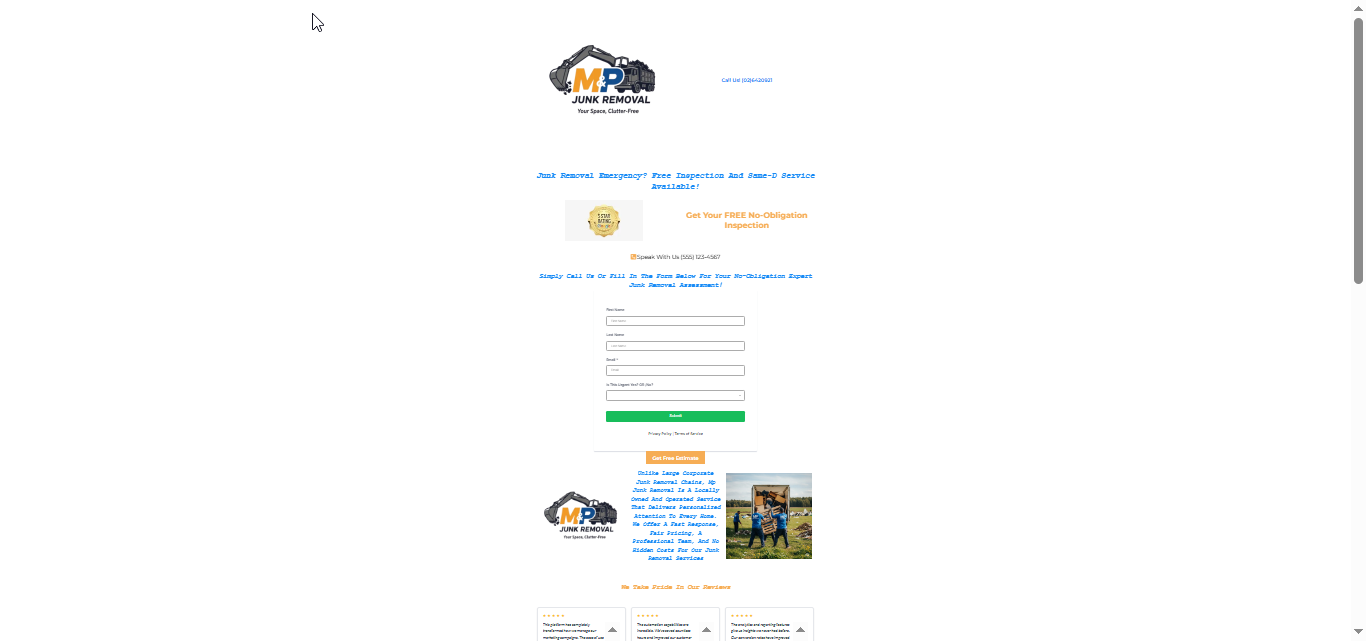 M&P
JUNK REMOVAL
Your Space, Clutter-Free
Call Us! (02)6420921
Junk Removal Emergency? Free Inspection And Same-D Service
Available!
5 STAR
RATING
Get Your FREE No-Obligation
Inspection
Speak With Us (555) 123-4567
Simply Call Us Or Fill In The Form Below For Your No-Obligation Expert
Junk Removal Assessment!
First Name
First Name
Last Name
Last Name
Email *
Email
Is This Urgent Yes? OR /No?
Submit
Privacy Policy | Terms of Service
Get Free Estimate
M&P
JUNK REMOVAL
Your Space, Clutter-Free
Unlike Large Corporate
Junk Removal Chains, Mp
Junk Removal Is A Locally
Owned And Operated Service
That Delivers Personalized
Attention To Every Home.
We Offer A Fast Response,
Fair Pricing, A
Professional Team, And No
Hidden Costs For Our Junk
Removal Services
We Take Pride In Our Reviews
This platform has completely
transformed how we manage our
marketing campaigns. The ease of use
The automation capabilities are
incredible. We've saved countless
hours and improved our customer
The analytics and reporting features
give us insights we never had before.
Our conversion rates have improved